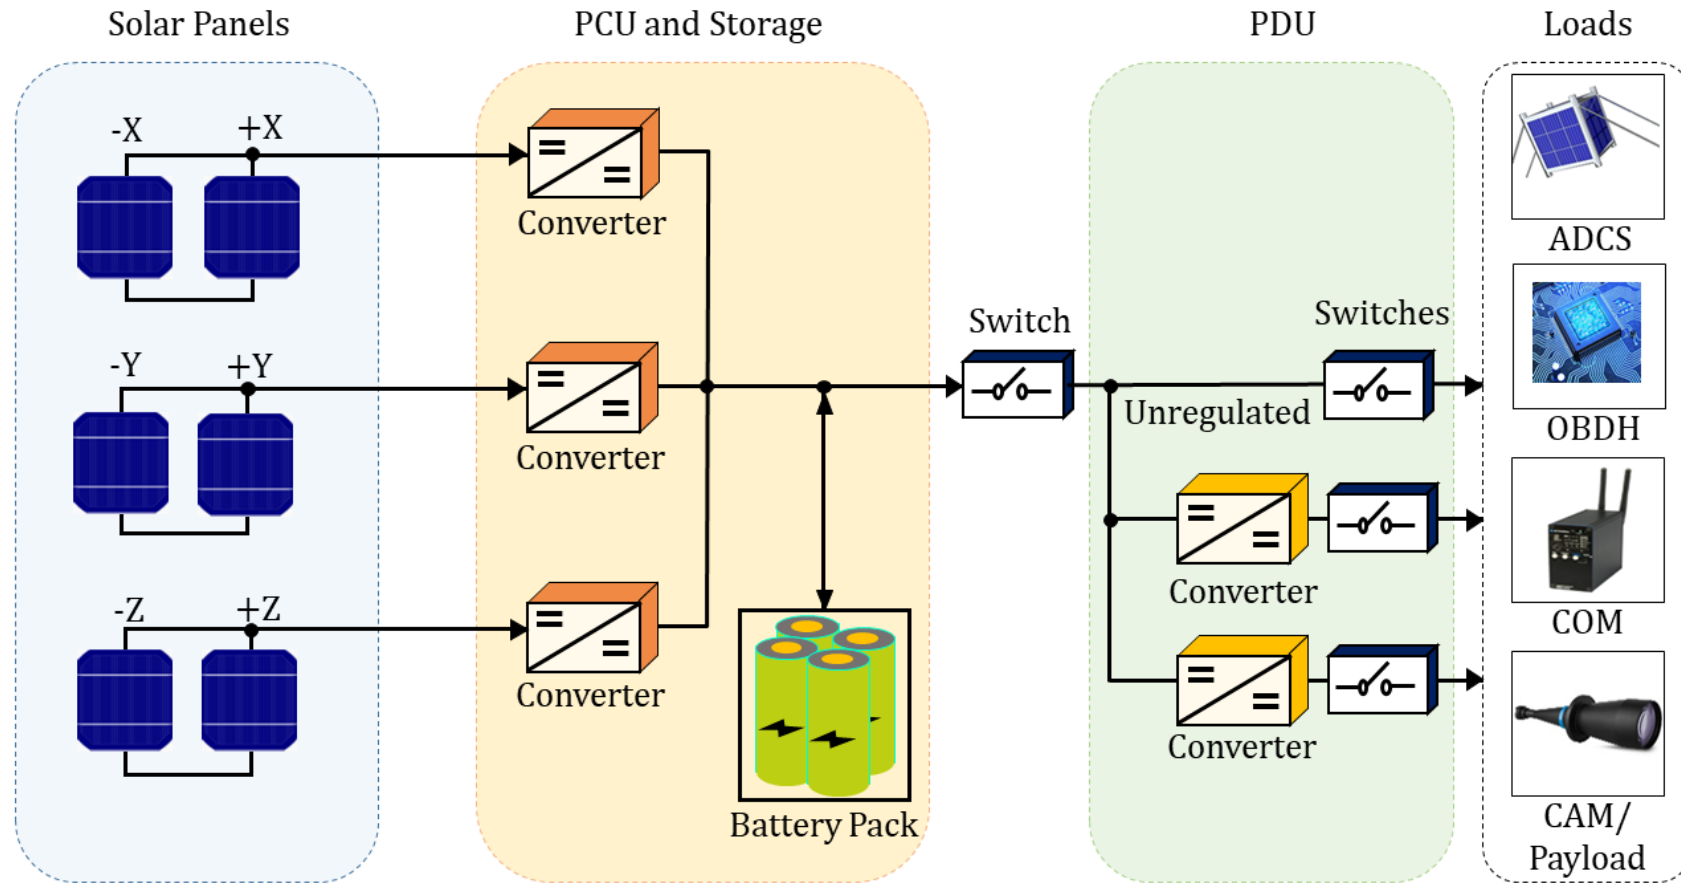 Solar Panels
PCU and Storage
PDU
Loads
-X
+X
Converter
-Y
+Y
Converter
-Z
+Z
Converter
Battery Pack
Switch
Switches
Unregulated
Converter
Converter
ADCS
OBDH
COM
CAM/
Payload